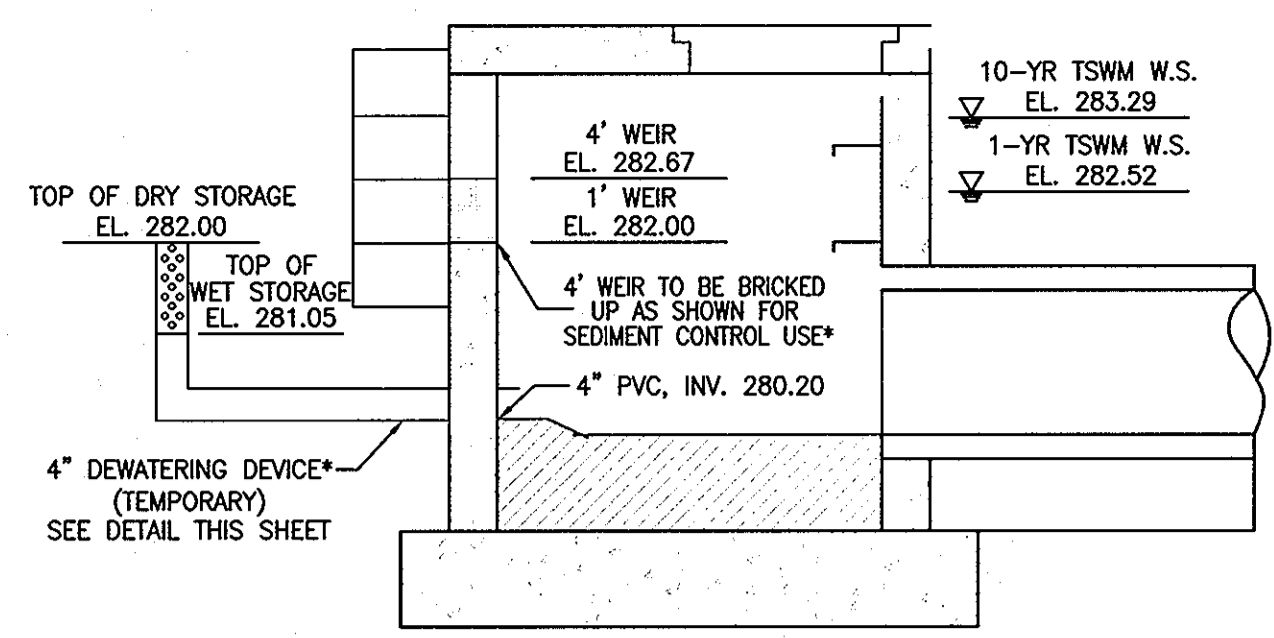 10-YR TSWM W.S.
EL. 283.29
1-YR TSWM W.S.
EL. 282.52
4' WEIR
EL. 282.67
1' WEIR
EL. 282.00
TOP OF DRY STORAGE
EL. 282.00
TOP OF
WET STORAGE
EL. 281.05
4' WEIR TO BE BRICKED
UP AS SHOWN FOR
SEDIMENT CONTROL USE*
4" PVC, INV. 280.20
4" DEWATERING DEVICE*
(TEMPORARY)
SEE DETAIL THIS SHEET